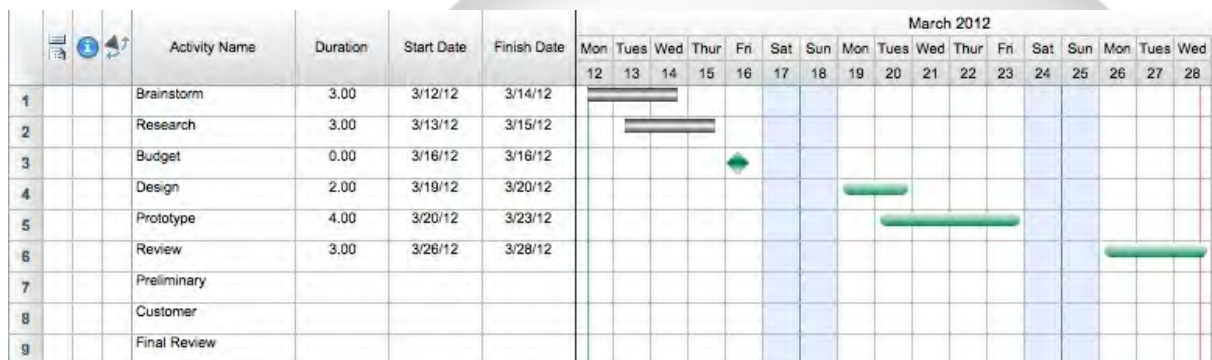 March 2012
Activity Name Duration Start Date Finish Date Mon Tues Wed Thur Fri Sat Sun Mon Tues Wed Thur Fri Sat Sun Mon Tues Wed
12 13 14 15 16 17 18 19 20 21 22 23 24 25 26 27 28
1 Brainstorm 3.00 3/12/12 3/14/12
2 Research 3.00 3/13/12 3/15/12
3 Budget 0.00 3/16/12 3/16/12
4 Design 2.00 3/19/12 3/20/12
5 Prototype 4.00 3/20/12 3/23/12
6 Review 3.00 3/26/12 3/28/12
7 Preliminary
8 Customer
9 Final Review